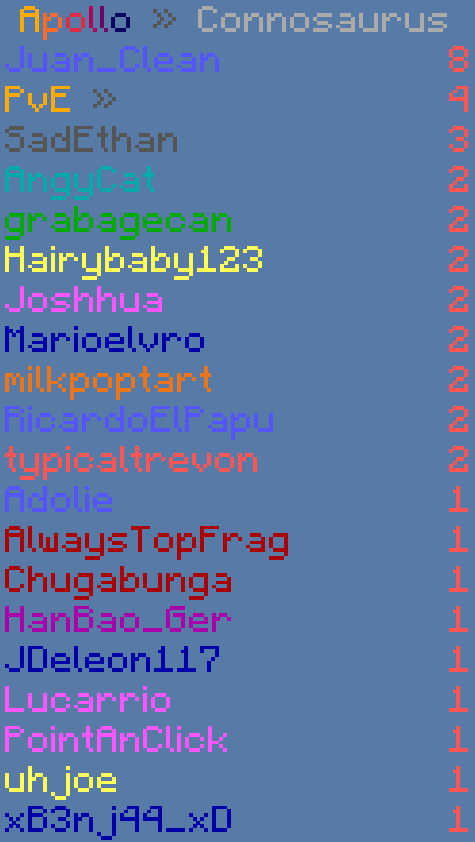 Apollo » Connosaurus
Juan_Clean 8
PvE » 4
SadEthan 3
AngyCat 2
grabagecan 2
Hairybaby123 2
Joshhua 2
Marioelvro 2
milkpoptart 2
RicardoElPapu 2
typicaltrevon 2
Adolie 1
AlwaysTopFrag 1
Chugabunga 1
HanBao_Ger 1
JDeleon117 1
Lucarrio 1
PointAnClick 1
uhjoe 1
xB3nj44_xD 1